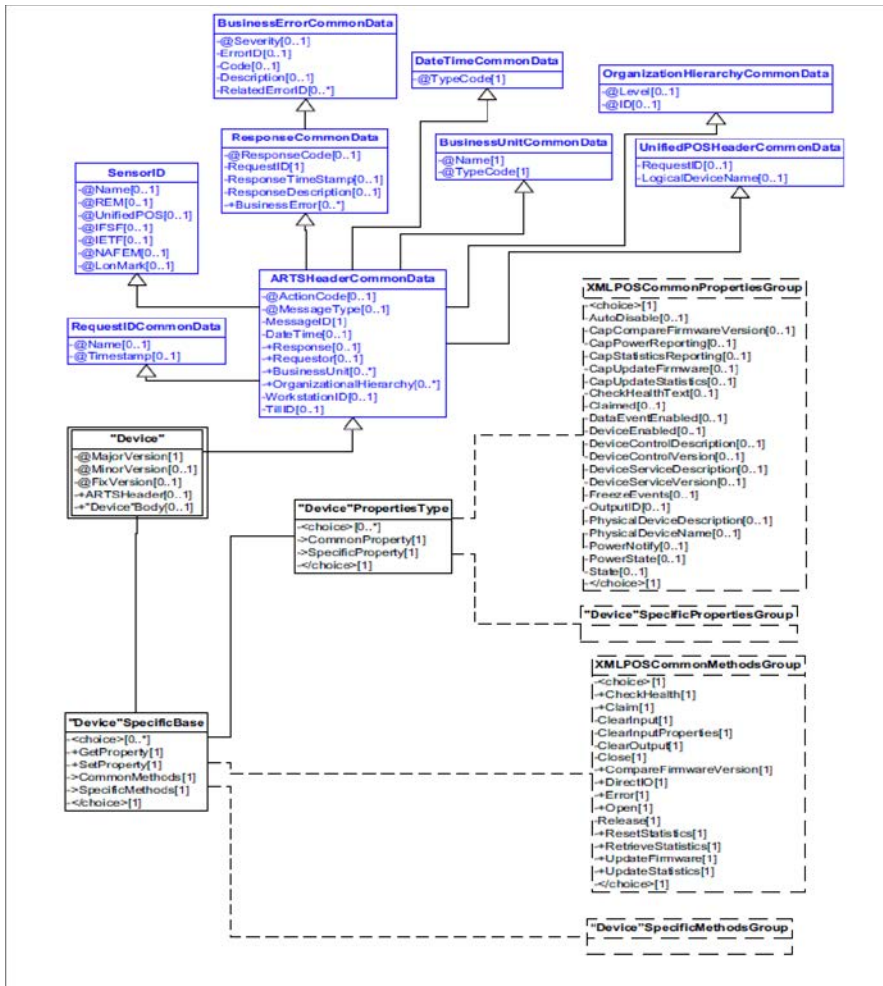 BusinessErrorCommonData
-@Severity[0..1]
-ErrorID[0..1]
-Code[0..1]
-Description[0..1]
-RelatedErrorID[0..*]
DateTimeCommonData
-@TypeCode[1]
OrganizationHierarchyCommonData
-@Level[0..1]
-@ID[0..1]
ResponseCommonData
-@ResponseCode[0..1]
-RequestID[1]
-ResponseTimeStamp[0..1]
-ResponseDescription[0..1]
-+BusinessError[0..*]
BusinessUnitCommonData
-@Name[1]
-@TypeCode[1]
UnifiedPOSHeaderCommonData
-RequestID[0..1]
-LogicalDeviceName[0..1]
SensorID
-@Name[0..1]
-@REM[0..1]
-@UnifiedPOS[0..1]
-@IFSF[0..1]
-@IETF[0..1]
-@NAFEM[0..1]
-@LonMark[0..1]
ARTSHeaderCommonData
-@ActionCode[0..1]
-@MessageType[0..1]
-MessageID[1]
-DateTime[0..1]
-+Response[0..1]
-+Requestor[0..1]
-+BusinessUnit[0..*]
-+OrganizationalHierarchy[0..*]
-WorkstationID[0..1]
-TillID[0..1]
RequestIDCommonData
-@Name[0..1]
-@Timestamp[0..1]
XMLPOSCommonPropertiesGroup
-<choice>[1]
-AutoDisable[0..1]
-CapCompareFirmwareVersion[0..1]
-CapPowerReporting[0..1]
-CapStatisticsReporting[0..1]
-CapUpdateFirmware[0..1]
-CapUpdateStatistics[0..1]
-CheckHealthText[0..1]
-Claimed[0..1]
-DataEventEnabled[0..1]
-DeviceEnabled[0..1]
-DeviceControlDescription[0..1]
-DeviceControlVersion[0..1]
-DeviceServiceDescription[0..1]
-DeviceServiceVersion[0..1]
-FreezeEvents[0..1]
-OutputID[0..1]
-PhysicalDeviceDescription[0..1]
-PhysicalDeviceName[0..1]
-PowerNotify[0..1]
-PowerState[0..1]
-State[0..1]
-</choice>[1]
"Device"
-@MajorVersion[1]
-@MinorVersion[0..1]
-@FixVersion[0..1]
-+ARTSHeader[0..1]
-+"Device"Body[0..1]
"Device"PropertiesType
-<choice>[0..*]
->CommonProperty[1]
->SpecificProperty[1]
-</choice>[1]
"Device"SpecificPropertiesGroup
XMLPOSCommonMethodsGroup
-<choice>[1]
-+CheckHealth[1]
-+Claim[1]
-ClearInput[1]
-ClearInputProperties[1]
-ClearOutput[1]
-Close[1]
-+CompareFirmwareVersion[1]
-+DirectIO[1]
-+Error[1]
-+Open[1]
-Release[1]
-+ResetStatistics[1]
-+RetrieveStatistics[1]
-+UpdateFirmware[1]
-+UpdateStatistics[1]
-</choice>[1]
"Device"SpecificBase
-<choice>[0..*]
-+GetProperty[1]
-+SetProperty[1]
->CommonMethods[1]
->SpecificMethods[1]
-</choice>[1]
"Device"SpecificMethodsGroup